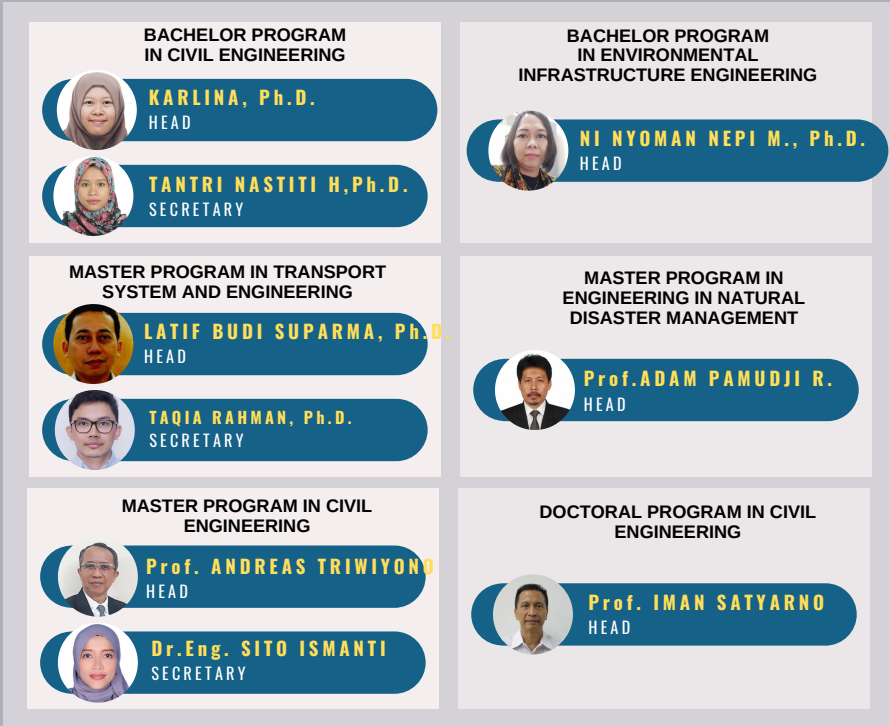 BACHELOR PROGRAM
IN CIVIL ENGINEERING
KARLINA, Ph.D.
HEAD
TANTRI NASTITI H,Ph.D.
SECRETARY
BACHELOR PROGRAM
IN ENVIRONMENTAL
INFRASTRUCTURE ENGINEERING
NI NYOMAN NEPI M., Ph.D.
HEAD
MASTER PROGRAM IN TRANSPORT
SYSTEM AND ENGINEERING
LATIF BUDI SUPARMA, Ph.D.
HEAD
TAQIA RAHMAN, Ph.D.
SECRETARY
MASTER PROGRAM IN
ENGINEERING IN NATURAL
DISASTER MANAGEMENT
Prof.ADAM PAMUDJI R.
HEAD
MASTER PROGRAM IN CIVIL
ENGINEERING
Prof. ANDREAS TRIWIYONO
HEAD
Dr.Eng. SITO ISMANTI
SECRETARY
DOCTORAL PROGRAM IN CIVIL
ENGINEERING
Prof. IMAN SATYARNO
HEAD